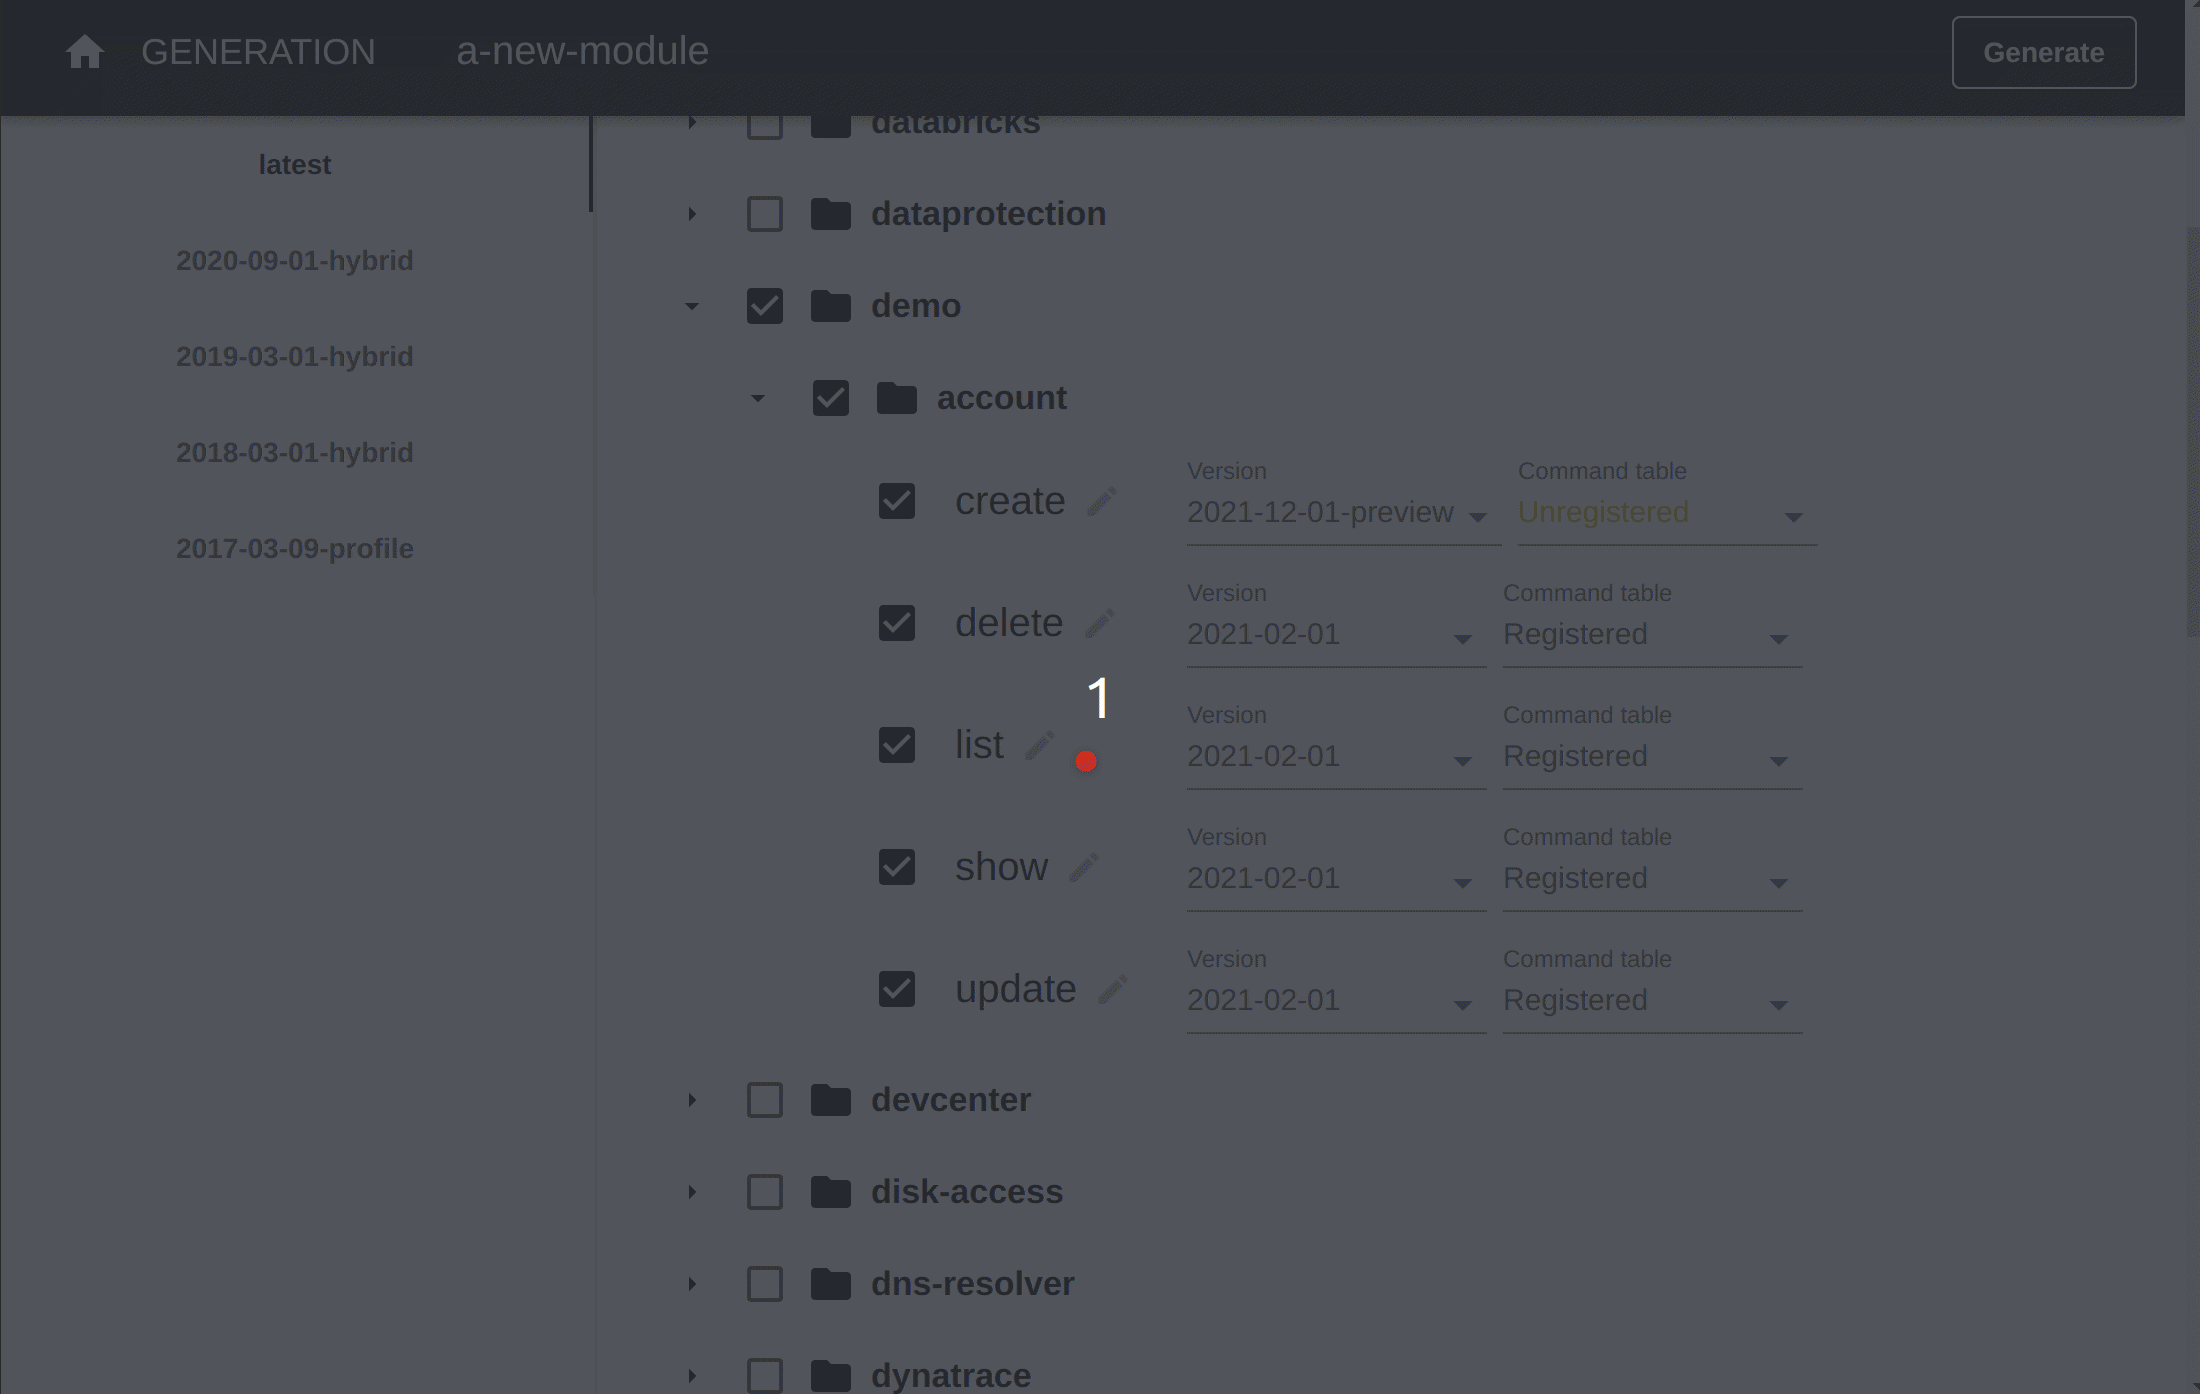 GENERATION a-new-module Generate
databricks
latest
dataprotection
2020-09-01-hybrid
demo
2019-03-01-hybrid
account
2018-03-01-hybrid
Version Command table
create 2021-12-01-preview Unregistered
2017-03-09-profile
Version Command table
delete 2021-02-01 Registered
1
Version Command table
list 2021-02-01 Registered
Version Command table
show 2021-02-01 Registered
Version Command table
update 2021-02-01 Registered
devcenter
disk-access
dns-resolver
dynatrace